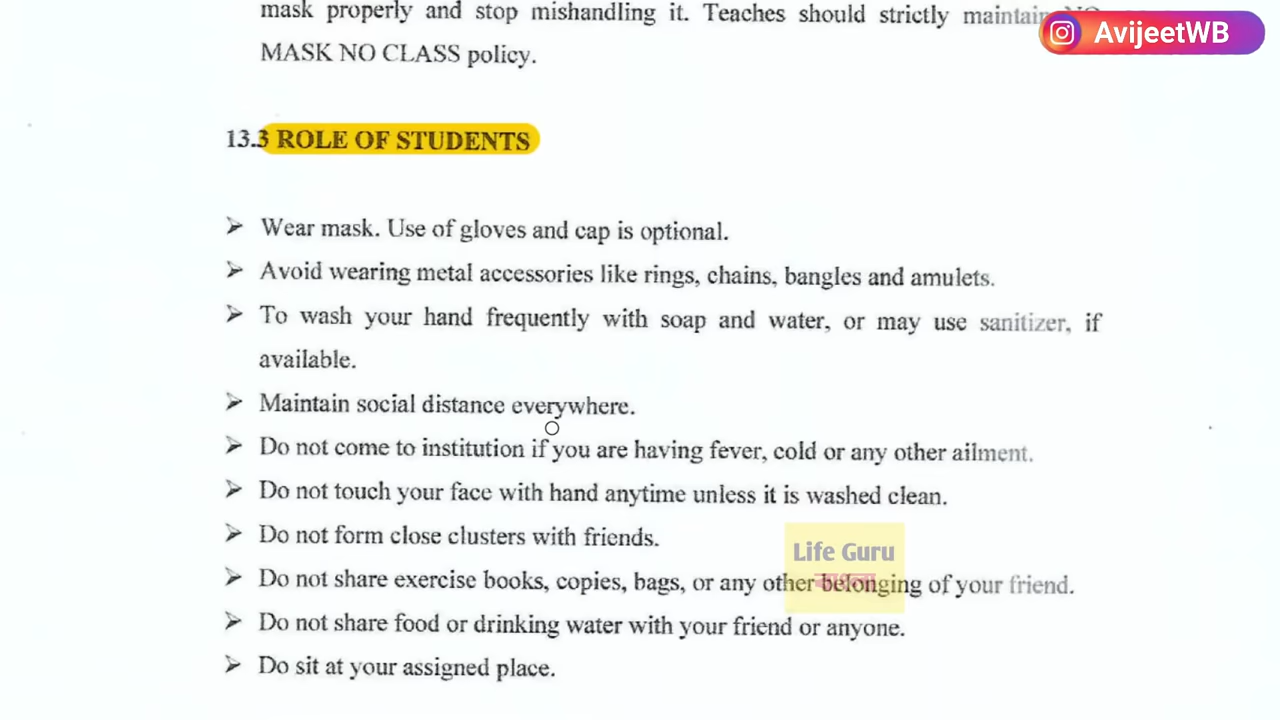 mask properly and stop mishandling it. Teaches should strictly maintain NO
AvijeetWB
MASK NO CLASS policy.
13.3 ROLE OF STUDENTS
➢ Wear mask. Use of gloves and cap is optional.
➢ Avoid wearing metal accessories like rings, chains, bangles and amulets.
➢ To wash your hand frequently with soap and water, or may use sanitizer, if
available.
➢ Maintain social distance everywhere.
➢ Do not come to institution if you are having fever, cold or any other ailment.
➢ Do not touch your face with hand anytime unless it is washed clean.
➢ Do not form close clusters with friends.
Life Guru
➢ Do not share exercise books, copies, bags, or any other belonging of your friend.
➢ Do not share food or drinking water with your friend or anyone.
➢ Do sit at your assigned place.